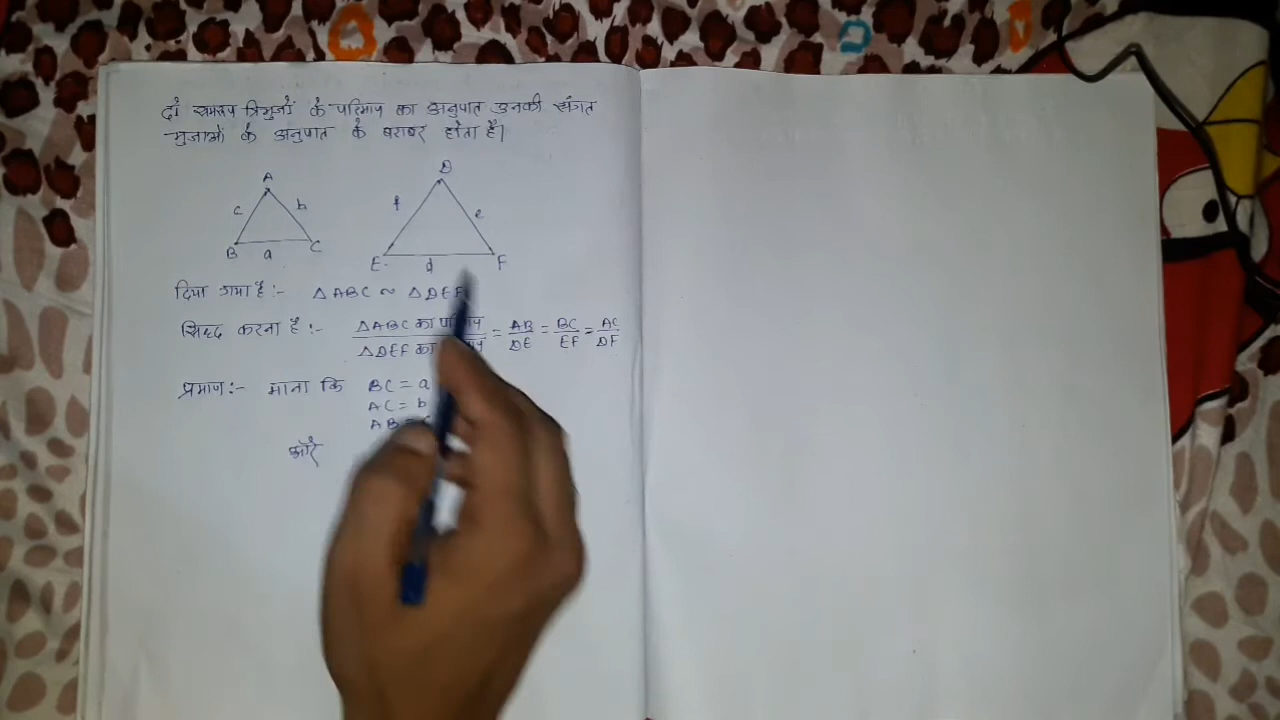 दो समरूप त्रिभुजों के परिमाप का अनुपात उनकी संगत
भुजाओं के अनुपात के बराबर होता है।
A
D
c
b
f
e
B
a
C
E
d
F
दिया गया है :- △ABC ~ △DEF
सिद्ध करना है :- △ABC का / △DEF का = AB/DE = BC/EF = AC/DF
प्रमाण :- माना कि BC = a
AC = b
AB =
और